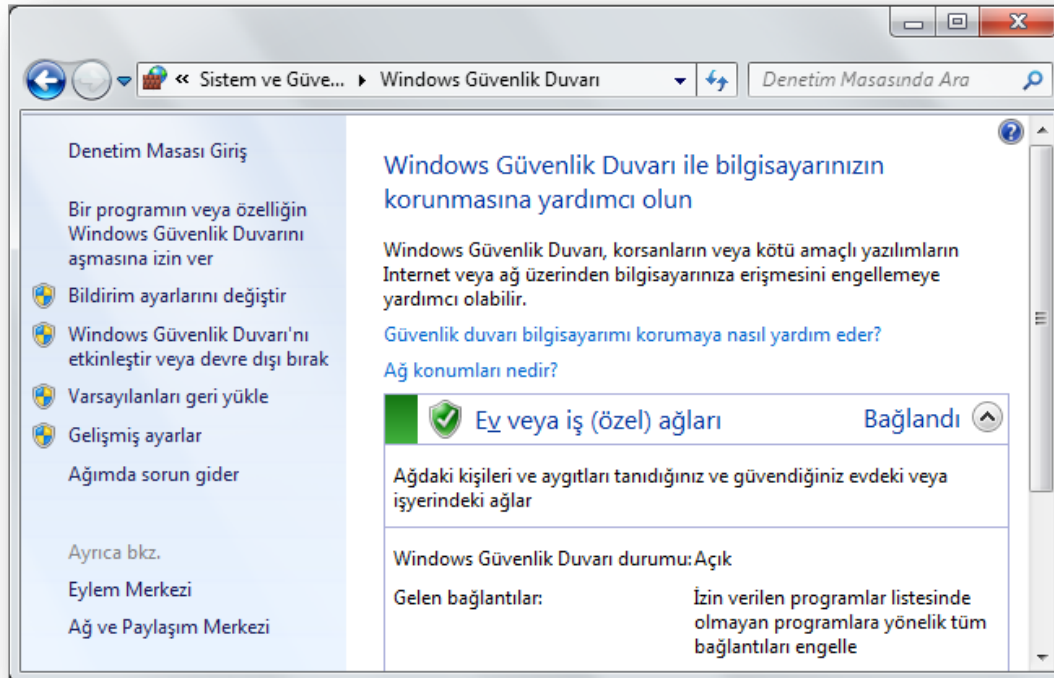 « Sistem ve Güve... ▸ Windows Güvenlik Duvarı
Denetim Masasında Ara
Denetim Masası Giriş
Bir programın veya özelliğin
Windows Güvenlik Duvarını
aşmasına izin ver
Bildirim ayarlarını değiştir
Windows Güvenlik Duvarı'nı
etkinleştir veya devre dışı bırak
Varsayılanları geri yükle
Gelişmiş ayarlar
Ağımda sorun gider
Ayrıca bkz.
Eylem Merkezi
Ağ ve Paylaşım Merkezi
Windows Güvenlik Duvarı ile bilgisayarınızın
korunmasına yardımcı olun
Windows Güvenlik Duvarı, korsanların veya kötü amaçlı yazılımların
Internet veya ağ üzerinden bilgisayarınıza erişmesini engellemeye
yardımcı olabilir.
Güvenlik duvarı bilgisayarımı korumaya nasıl yardım eder?
Ağ konumları nedir?
Ev veya iş (özel) ağları Bağlandı
Ağdaki kişileri ve aygıtları tanıdığınız ve güvendiğiniz evdeki veya
işyerindeki ağlar
Windows Güvenlik Duvarı durumu: Açık
Gelen bağlantılar: İzin verilen programlar listesinde
olmayan programlara yönelik tüm
bağlantıları engelle